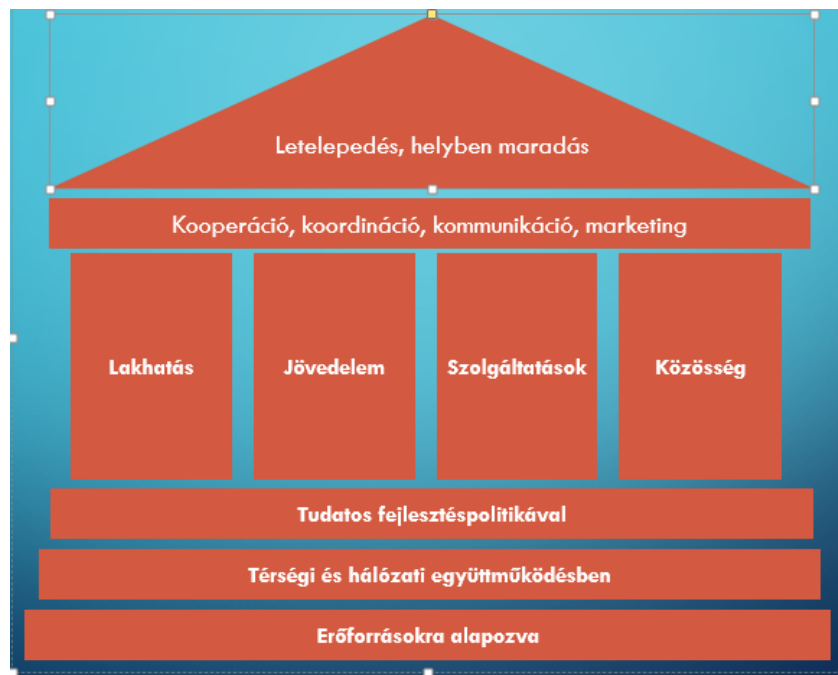 Letelepedés, helyben maradás
Kooperáció, koordináció, kommunikáció, marketing
Lakhatás
Jövedelem
Szolgáltatások
Közösség
Tudatos fejlesztéspolitikával
Térségi és hálózati együttműködésben
Erőforrásokra alapozva